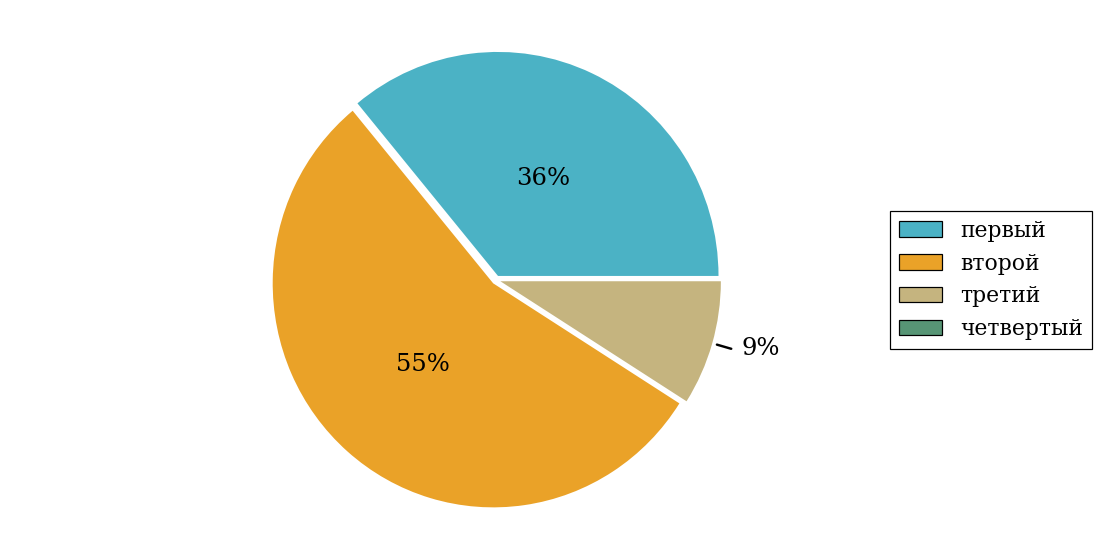 36%
55%
9%
первый
второй
третий
четвертый